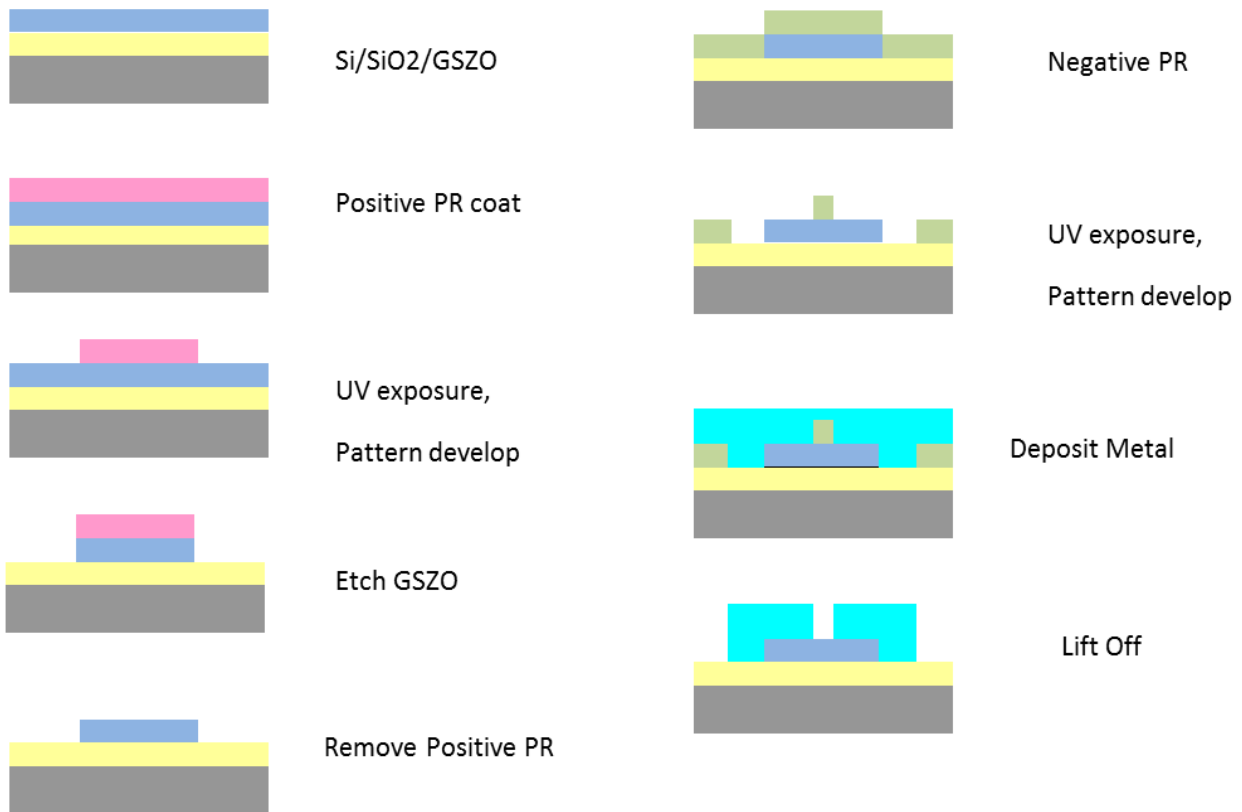 Si/SiO2/GSZO
Positive PR coat
UV exposure,
Pattern develop
Etch GSZO
Remove Positive PR
Negative PR
UV exposure,
Pattern develop
Deposit Metal
Lift Off